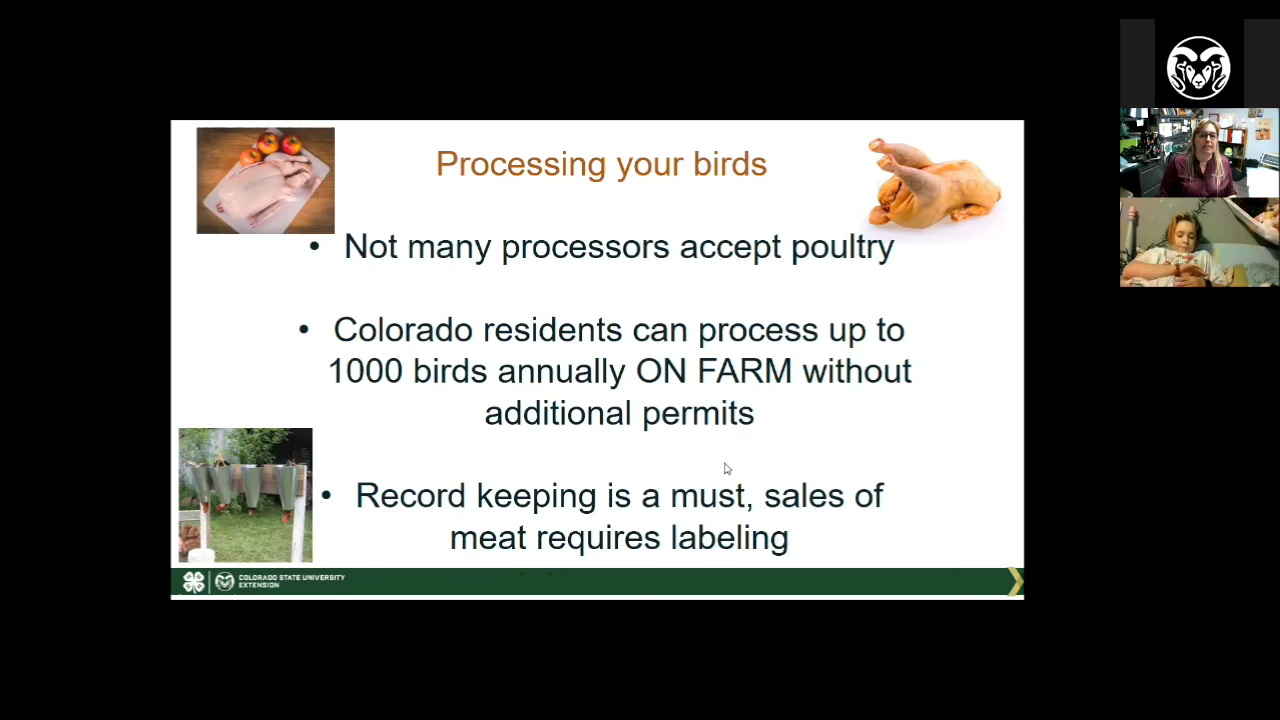 Processing your birds
• Not many processors accept poultry
• Colorado residents can process up to
1000 birds annually ON FARM without
additional permits
• Record keeping is a must, sales of
meat requires labeling
COLORADO STATE UNIVERSITY
EXTENSION